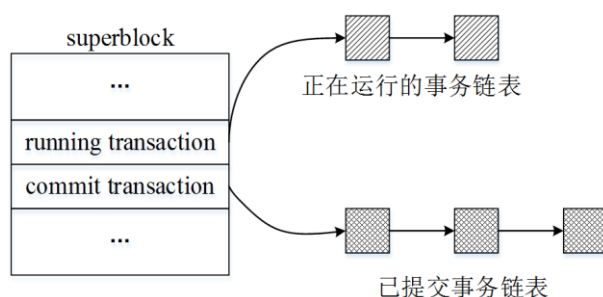 superblock
...
running transaction
commit transaction
...
正在运行的事务链表
已提交事务链表